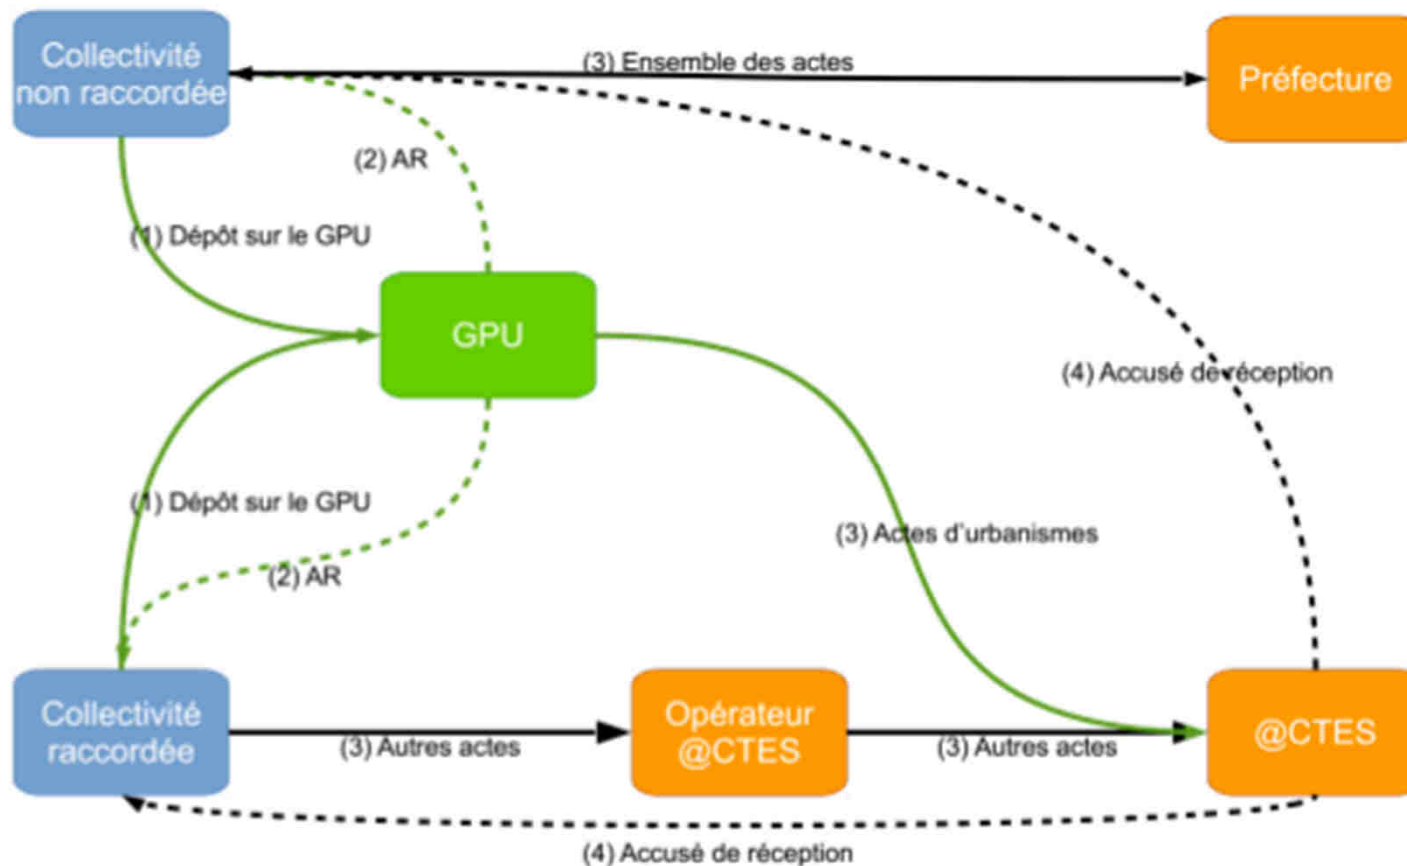 Collectivité
non raccordée
(3) Ensemble des actes
Préfecture
(2) AR
(1) Dépôt sur le GPU
GPU
(4) Accusé de réception
(1) Dépôt sur le GPU
(3) Actes d'urbanismes
(2) AR
Collectivité
raccordée
(3) Autres actes
Opérateur
@CTES
(3) Autres actes
@CTES
(4) Accusé de réception